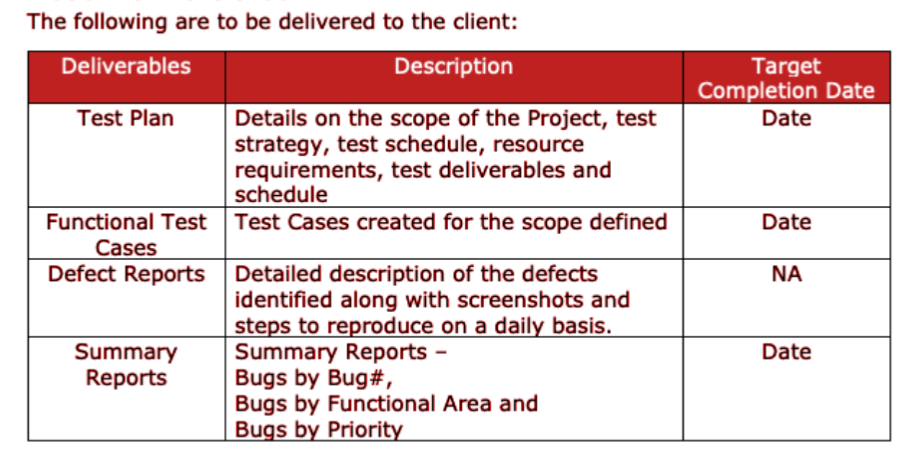 The following are to be delivered to the client:
Deliverables
Description
Target
Completion Date
Test Plan
Details on the scope of the Project, test
strategy, test schedule, resource
requirements, test deliverables and
schedule
Date
Functional Test
Cases
Test Cases created for the scope defined
Date
Defect Reports
Detailed description of the defects
identified along with screenshots and
steps to reproduce on a daily basis.
NA
Summary
Reports
Summary Reports –
Bugs by Bug#,
Bugs by Functional Area and
Bugs by Priority
Date